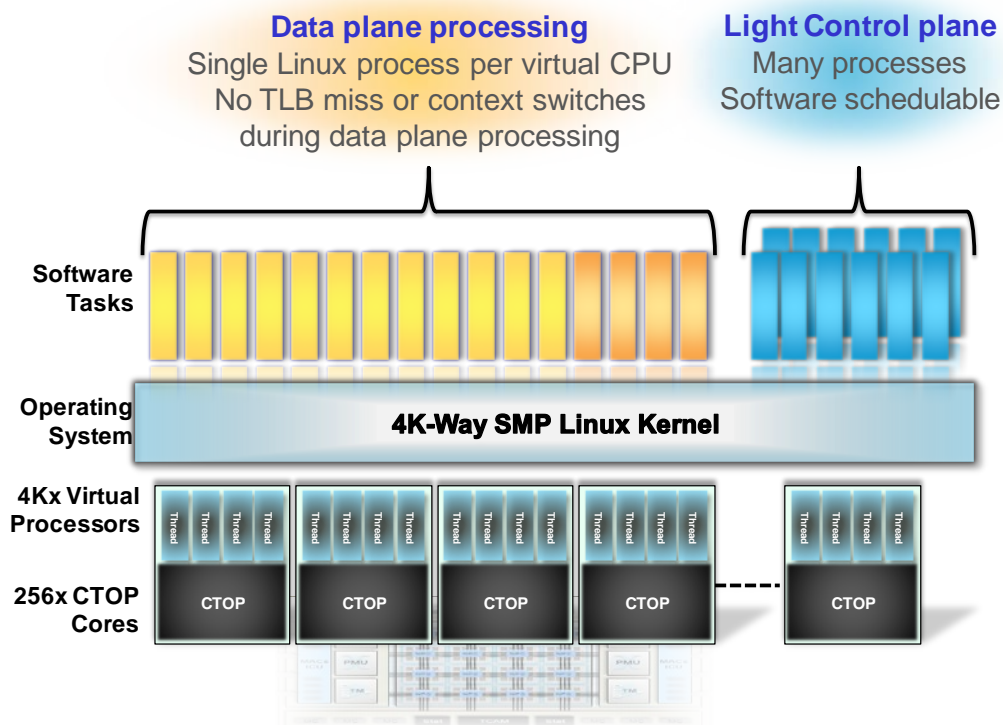 Data plane processing
Single Linux process per virtual CPU
No TLB miss or context switches
during data plane processing
Light Control plane
Many processes
Software schedulable
Software
Tasks
Operating
System
4K-Way SMP Linux Kernel
4Kx Virtual
Processors
Thread Thread Thread Thread
Thread Thread Thread Thread
Thread Thread Thread Thread
Thread Thread Thread Thread
Thread Thread Thread Thread
256x CTOP
Cores
CTOP
CTOP
CTOP
CTOP
CTOP
PMU
PMU
TM
TM